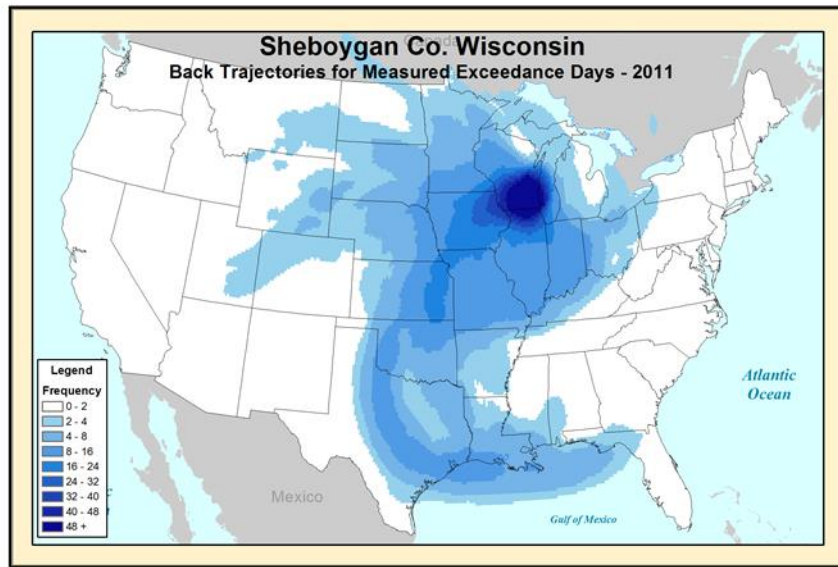 Canada
Sheboygan Co. Wisconsin
Back Trajectories for Measured Exceedance Days - 2011
Legend
Frequency
0 - 2
2 - 4
4 - 8
8 - 16
16 - 24
24 - 32
32 - 40
40 - 48
48 +
Atlantic
Ocean
Mexico
Gulf of Mexico